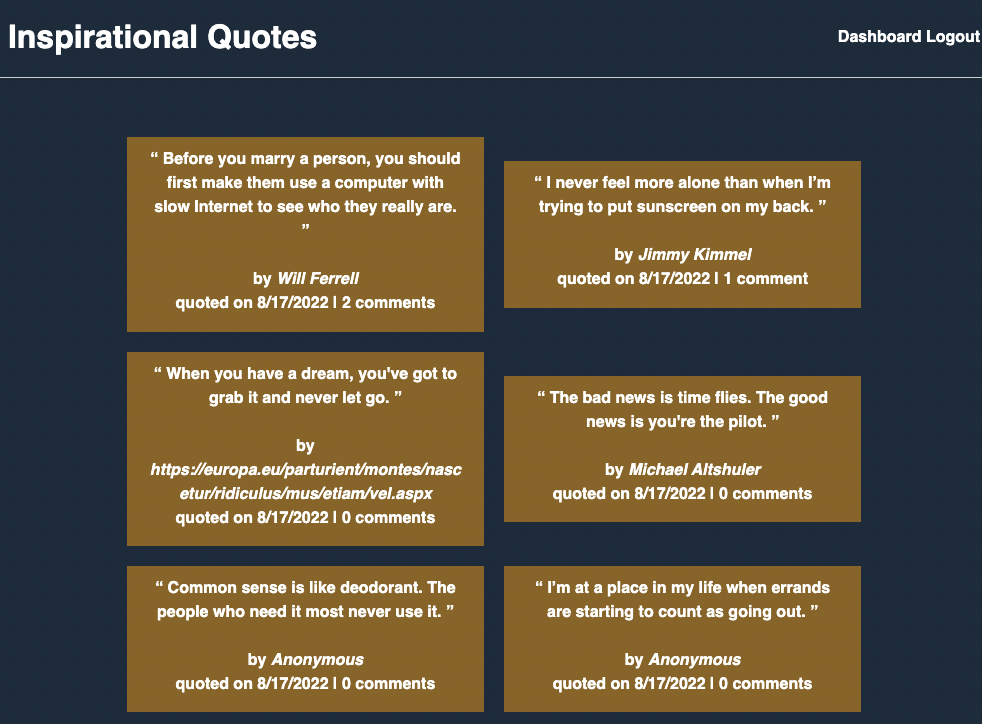 Inspirational Quotes
Dashboard Logout
“ Before you marry a person, you should
first make them use a computer with
slow Internet to see who they really are.
”
by Will Ferrell
quoted on 8/17/2022 | 2 comments
“ I never feel more alone than when I’m
trying to put sunscreen on my back. ”
by Jimmy Kimmel
quoted on 8/17/2022 | 1 comment
“ When you have a dream, you've got to
grab it and never let go. ”
by
https://europa.eu/parturient/montes/nasc
etur/ridiculus/mus/etiam/vel.aspx
quoted on 8/17/2022 | 0 comments
“ The bad news is time flies. The good
news is you're the pilot. ”
by Michael Altshuler
quoted on 8/17/2022 | 0 comments
“ Common sense is like deodorant. The
people who need it most never use it. ”
by Anonymous
quoted on 8/17/2022 | 0 comments
“ I’m at a place in my life when errands
are starting to count as going out. ”
by Anonymous
quoted on 8/17/2022 | 0 comments